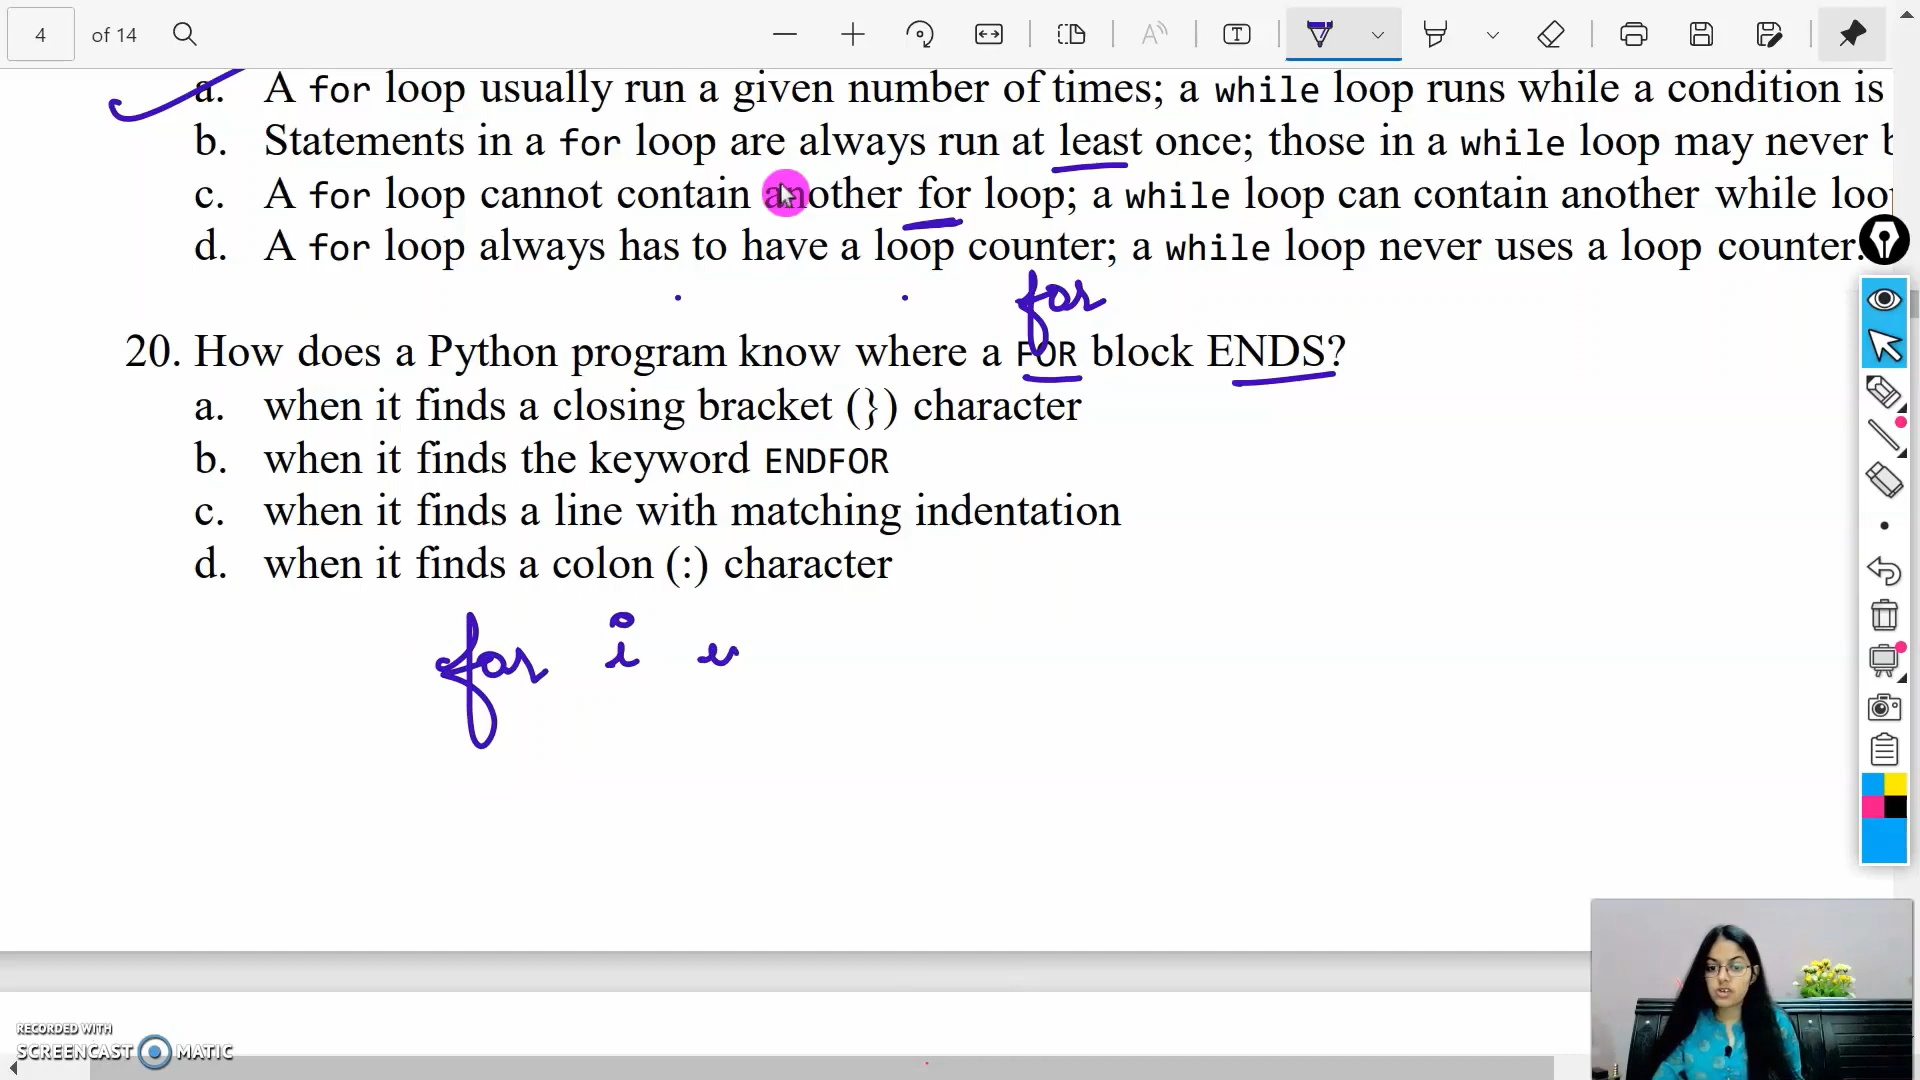 4 of 14
a. A for loop usually run a given number of times; a while loop runs while a condition is
b. Statements in a for loop are always run at least once; those in a while loop may never
c. A for loop cannot contain another for loop; a while loop can contain another while loo
d. A for loop always has to have a loop counter; a while loop never uses a loop counter.
for
20. How does a Python program know where a FOR block ENDS?
a. when it finds a closing bracket (}) character
b. when it finds the keyword ENDFOR
c. when it finds a line with matching indentation
d. when it finds a colon (:) character
for i
RECORDED WITH
SCREENCAST MATIC